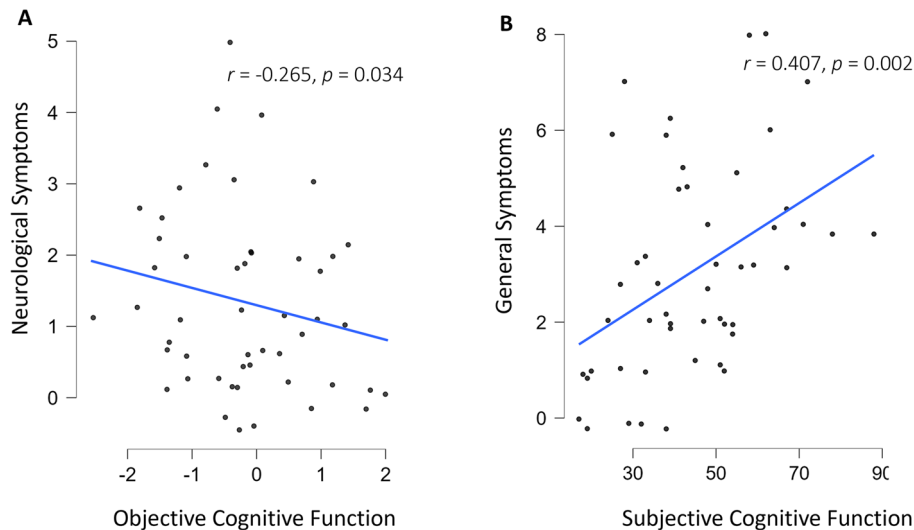 A
Neurological Symptoms
5
4
3
2
1
0
r = -0.265, p = 0.034
-2
-1
0
1
2
Objective Cognitive Function
B
General Symptoms
8
6
4
2
0
r = 0.407, p = 0.002
30
50
70
90
Subjective Cognitive Function